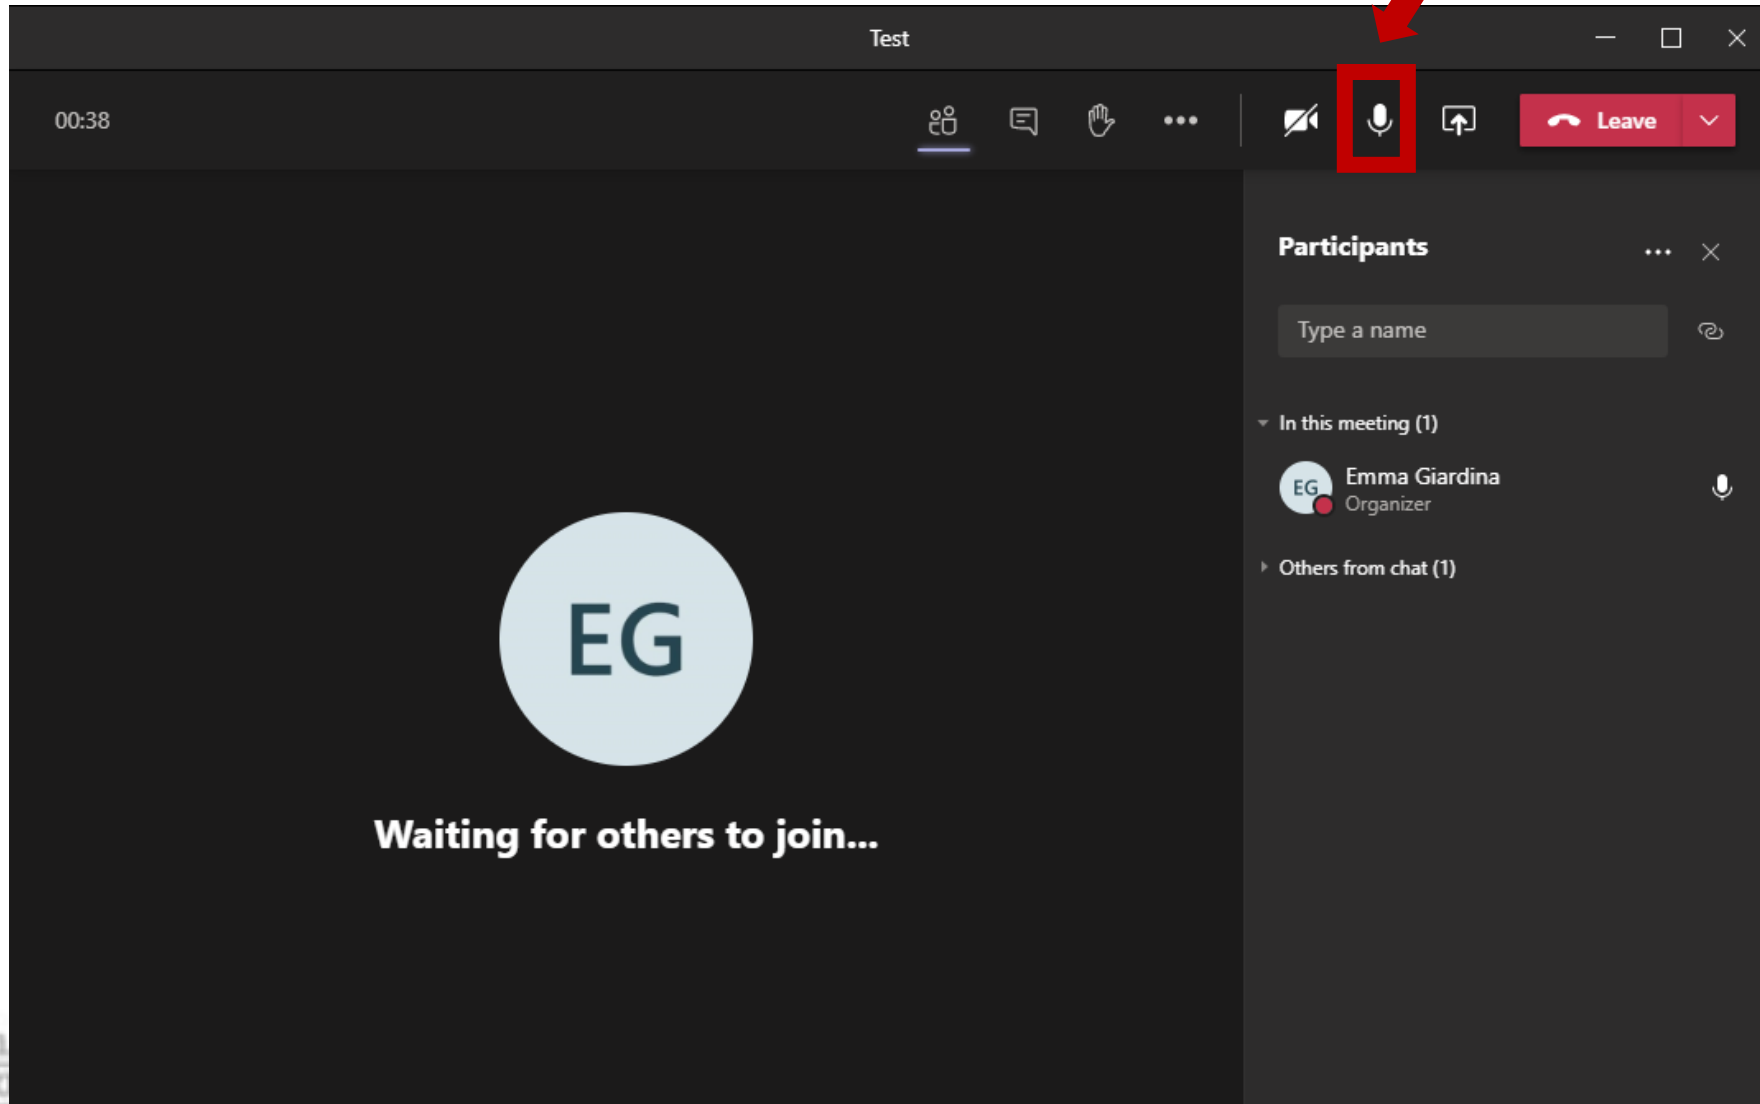 Test
00:38
Leave
Participants
Type a name
In this meeting (1)
EG
Emma Giardina
Organizer
Others from chat (1)
EG
Waiting for others to join...